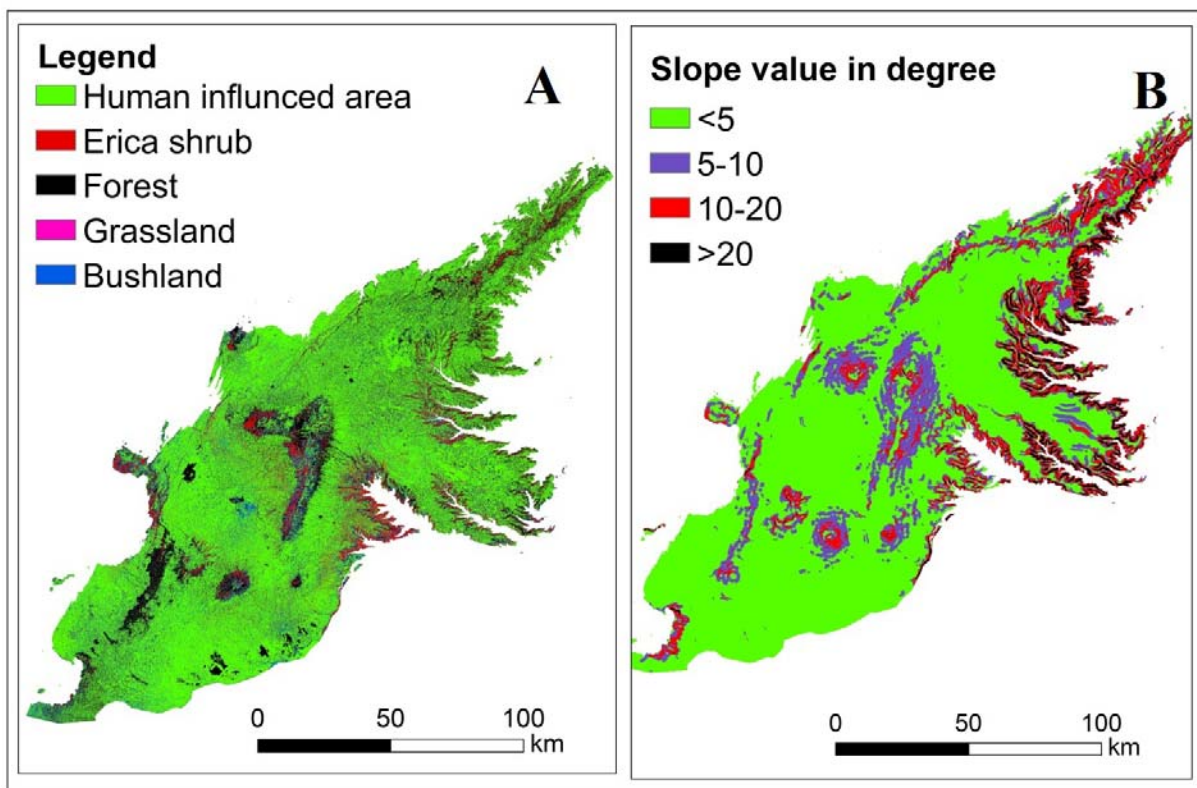 Legend
A
Human influnced area
Erica shrub
Forest
Grassland
Bushland
0 50 100
km
B
Slope value in degree
<5
5-10
10-20
>20
0 50 100
km